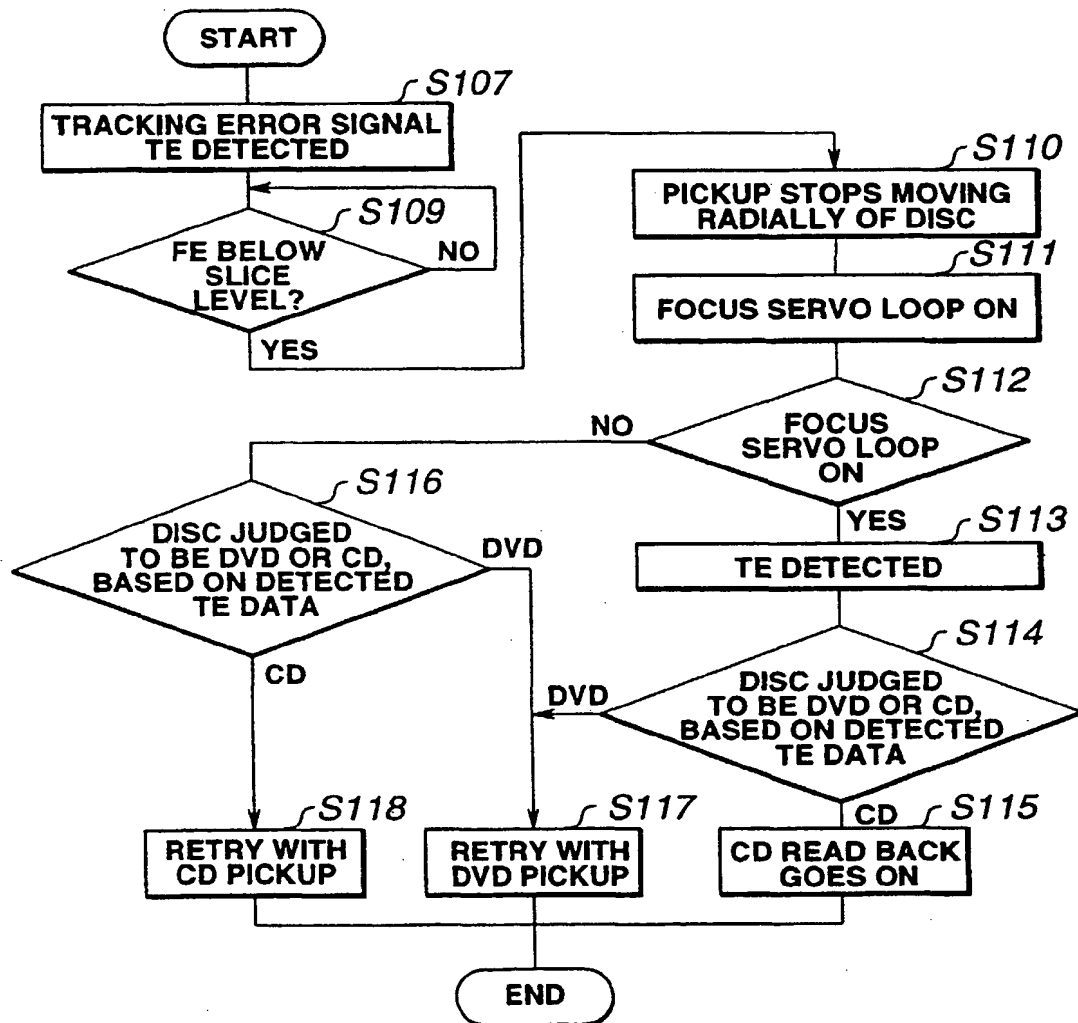 START
S107
TRACKING ERROR SIGNAL
TE DETECTED
S109
FE BELOW
SLICE
LEVEL?
NO
YES
S110
PICKUP STOPS MOVING
RADIALLY OF DISC
S111
FOCUS SERVO LOOP ON
S112
FOCUS
SERVO LOOP
ON
NO
YES
S116
DISC JUDGED
TO BE DVD OR CD,
BASED ON DETECTED
TE DATA
DVD
CD
S113
TE DETECTED
S114
DISC JUDGED
TO BE DVD OR CD,
BASED ON DETECTED
TE DATA
DVD
CD
S118
RETRY WITH
CD PICKUP
S117
RETRY WITH
DVD PICKUP
S115
CD READ BACK
GOES ON
END